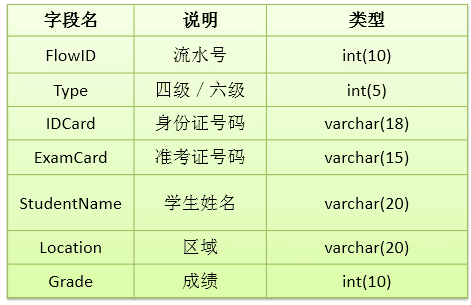 字段名 说明 类型
FlowID 流水号 int(10)
Type 四级／六级 int(5)
IDCard 身份证号码 varchar(18)
ExamCard 准考证号码 varchar(15)
StudentName 学生姓名 varchar(20)
Location 区域 varchar(20)
Grade 成绩 int(10)